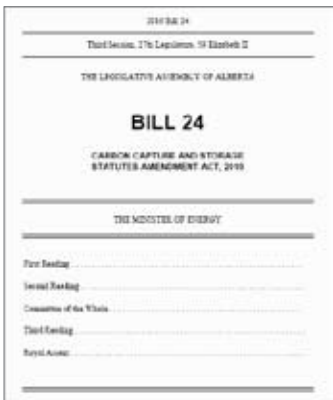 2010 Bill 24
Third Session, 27th Legislature, 59 Elizabeth II
THE LEGISLATIVE ASSEMBLY OF ALBERTA
BILL 24
CARBON CAPTURE AND STORAGE
STATUTES AMENDMENT ACT, 2010
THE MINISTER OF ENERGY
First Reading
Second Reading
Committee of the Whole
Third Reading
Royal Assent